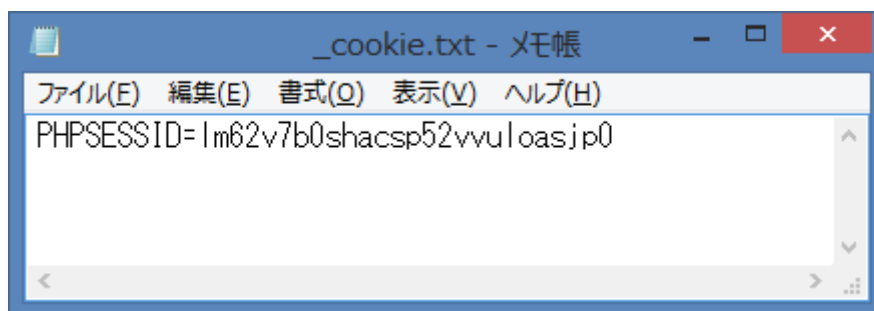 _cookie.txt - メモ帳
ファイル(F) 編集(E) 書式(O) 表示(V) ヘルプ(H)
PHPSESSID=lm62v7b0shacsp52vvuloasjp0